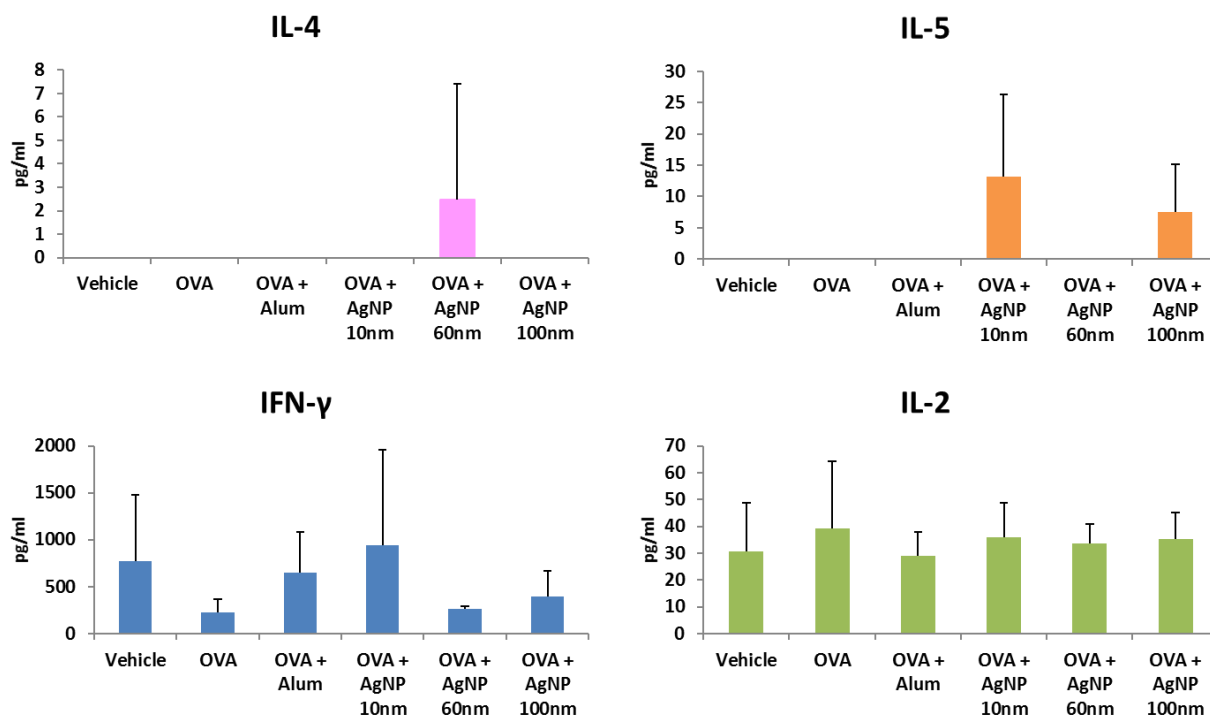 IL-4
pg/ml
8
7
6
5
4
3
2
1
0
Vehicle
OVA
OVA +
Alum
OVA +
AgNP
10nm
OVA +
AgNP
60nm
OVA +
AgNP
100nm
IL-5
pg/ml
30
25
20
15
10
5
0
Vehicle
OVA
OVA +
Alum
OVA +
AgNP
10nm
OVA +
AgNP
60nm
OVA +
AgNP
100nm
IFN-γ
pg/ml
2000
1500
1000
500
0
Vehicle
OVA
OVA +
Alum
OVA +
AgNP
10nm
OVA +
AgNP
60nm
OVA +
AgNP
100nm
IL-2
pg/ml
70
60
50
40
30
20
10
0
Vehicle
OVA
OVA +
Alum
OVA +
AgNP
10nm
OVA +
AgNP
60nm
OVA +
AgNP
100nm